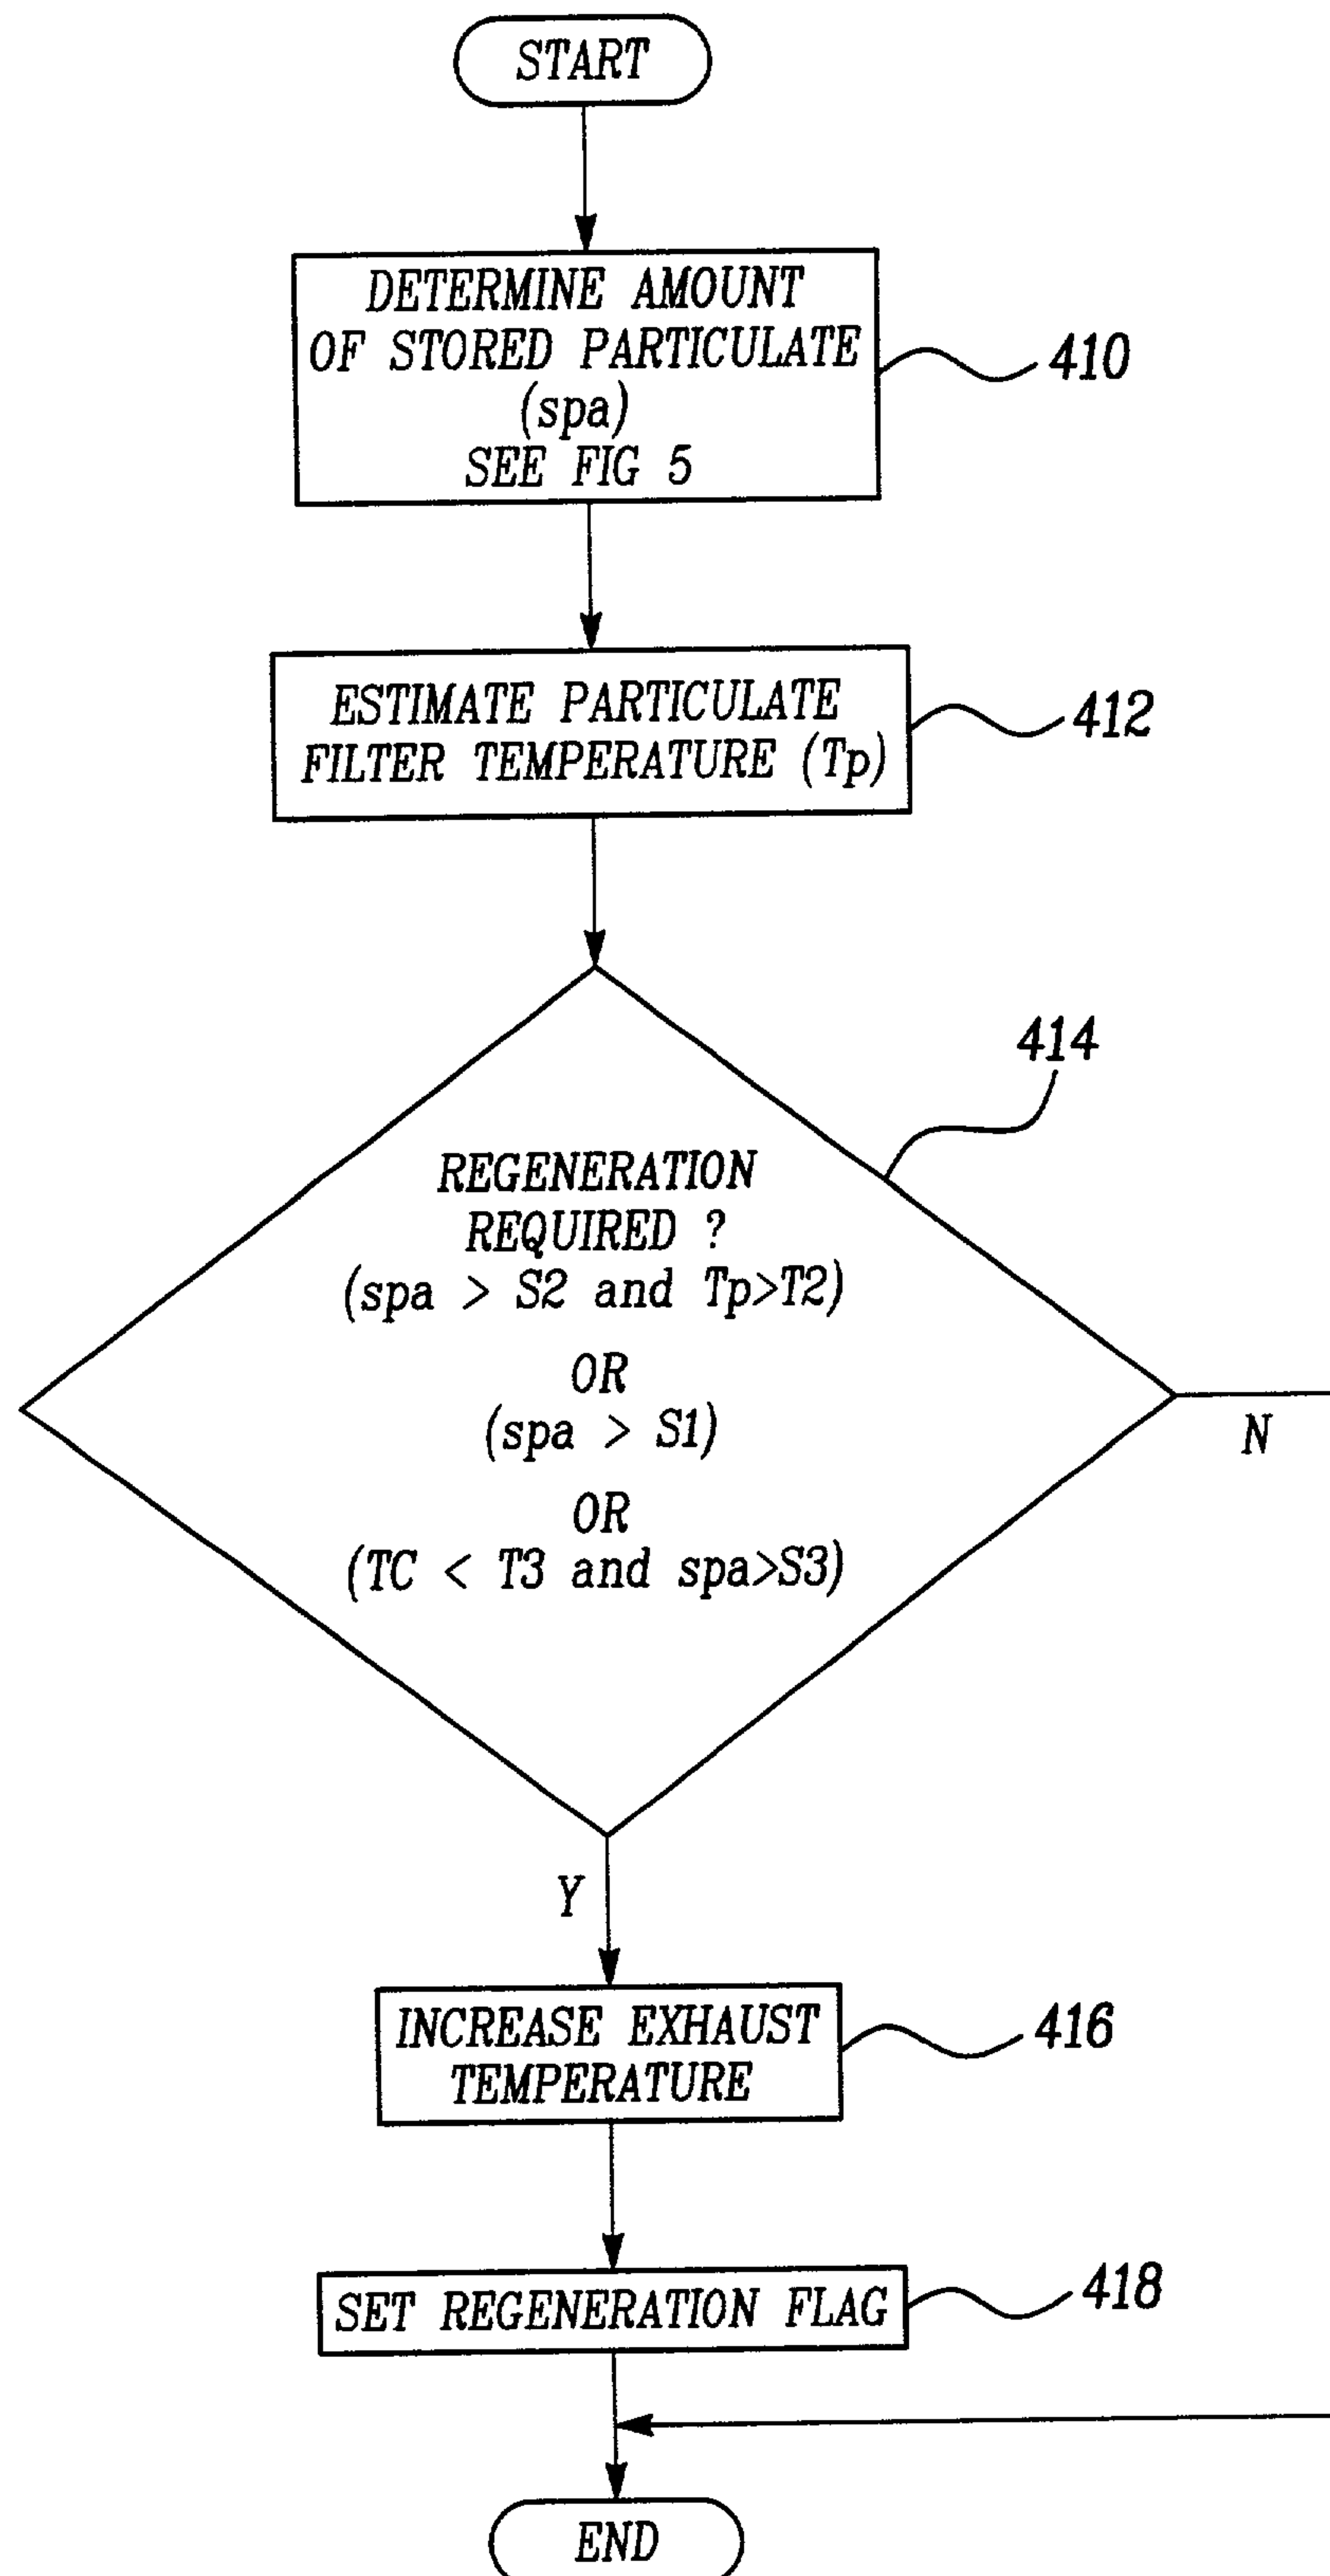 START
DETERMINE AMOUNT
OF STORED PARTICULATE
(spa)
SEE FIG 5
410
ESTIMATE PARTICULATE
FILTER TEMPERATURE (Tp)
412
414
REGENERATION
REQUIRED ?
(spa > S2 and Tp>T2)
OR
(spa > S1)
OR
(TC < T3 and spa>S3)
N
Y
INCREASE EXHAUST
TEMPERATURE
416
SET REGENERATION FLAG
418
END